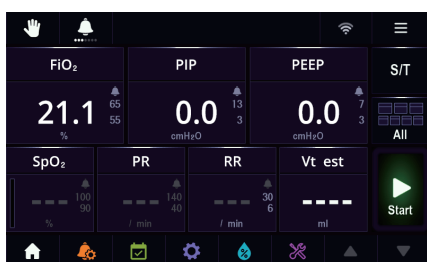 FiO₂ PIP PEEP S/T
21.1 65 55 %
0.0 13 3 cmH₂O
0.0 7 3 cmH₂O
All
SpO₂ PR RR Vt est
--- 100 90 %
--- 140 40 / min
--- 30 6 / min
---- ml
Start